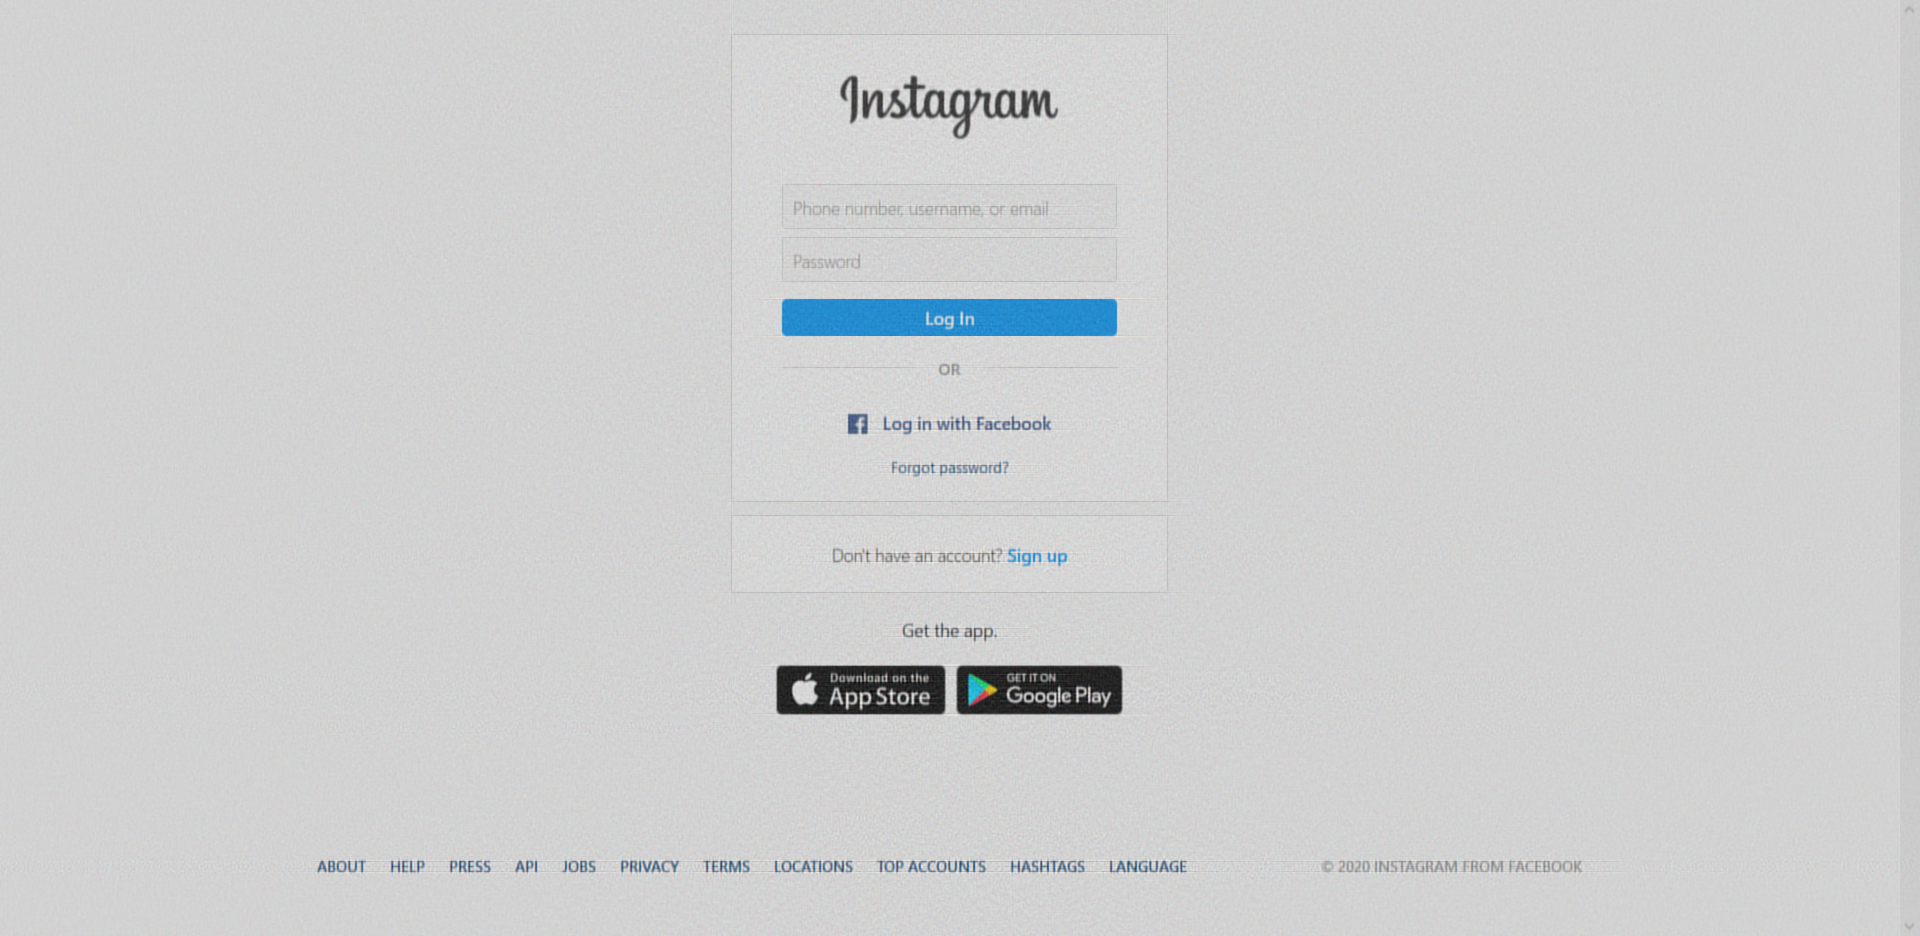 Instagram
Phone number, username, or email
Password
Log In
OR
Log in with Facebook
Forgot password?
Don't have an account? Sign up
Get the app.
Download on the
App Store
GET IT ON
Google Play
ABOUT HELP PRESS API JOBS PRIVACY TERMS LOCATIONS TOP ACCOUNTS HASHTAGS LANGUAGE © 2020 INSTAGRAM FROM FACEBOOK